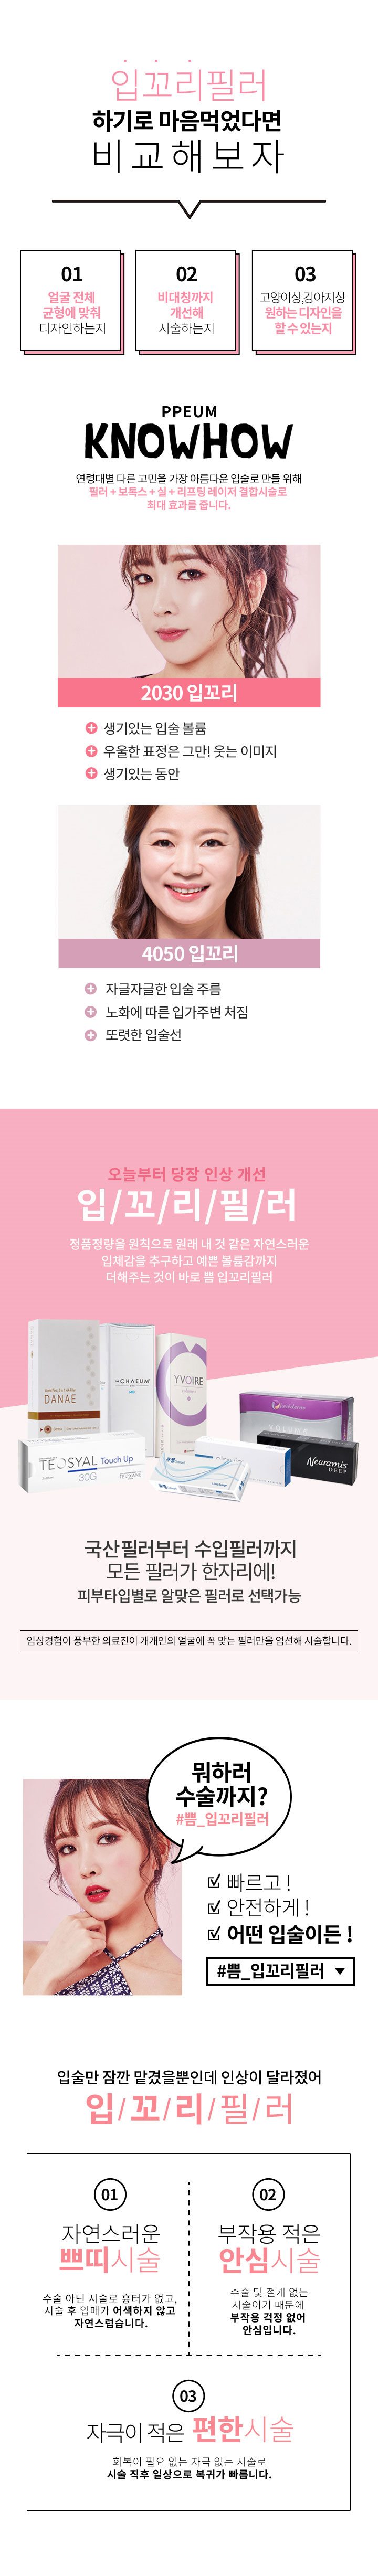 입꼬리필러
하기로 마음먹었다면
비교해보자
01
얼굴 전체
균형에 맞춰
디자인하는지
02
비대칭까지
개선해
시술하는지
03
고양이상,강아지상
원하는 디자인을
할 수 있는지
PPEUM
KNOWHOW
연령대별 다른 고민을 가장 아름다운 입술로 만들 위해
필러 + 보톡스 + 실 + 리프팅 레이저 결합시술로
최대 효과를 줍니다.
2030 입꼬리
생기있는 입술 볼륨
우울한 표정은 그만! 웃는 이미지
생기있는 동안
4050 입꼬리
자글자글한 입술 주름
노화에 따른 입가주변 처짐
또렷한 입술선
오늘부터 당장 인상 개선
입/꼬/리/필/러
정품정량을 원칙으로 원래 내 것 같은 자연스러운
입체감을 추구하고 예쁜 볼륨감까지
더해주는 것이 바로 쁨 입꼬리필러
DANAE
CHAEUM
YVOIRE
TEOSYAL Touch Up
30G
TEOXANE
Neuramis
DEEP
국산필러부터 수입필러까지
모든 필러가 한자리에!
피부타입별로 알맞은 필러로 선택가능
임상경험이 풍부한 의료진이 개개인의 얼굴에 꼭 맞는 필러만을 엄선해 시술합니다.
뭐하러
수술까지?
#쁨_입꼬리필러
빠르고 !
안전하게 !
어떤 입술이든 !
#쁨_입꼬리필러
입술만 잠깐 맡겼을뿐인데 인상이 달라졌어
입/꼬/리/필/러
01
자연스러운
쁘띠시술
수술 아닌 시술로 흉터가 없고,
시술 후 입매가 어색하지 않고
자연스럽습니다.
02
부작용 적은
안심시술
수술 및 절개 없는
시술이기 때문에
부작용 걱정 없어
안심입니다.
03
자극이 적은 편한시술
회복이 필요 없는 자극 없는 시술로
시술 직후 일상으로 복귀가 빠릅니다.